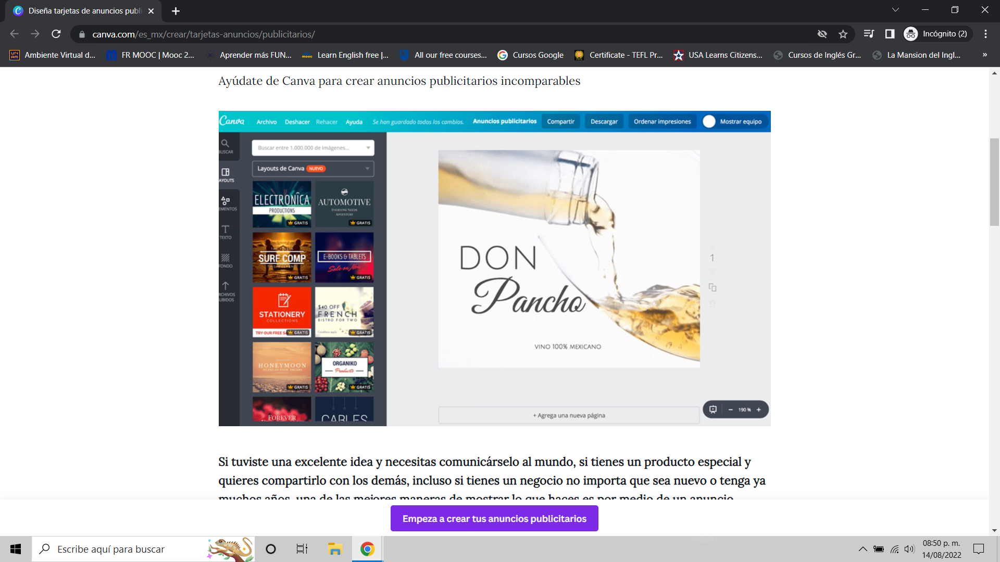 Diseña tarjetas de anuncios publi
canva.com/es_mx/crear/tarjetas-anuncios/publicitarios/
Incógnito (2)
Ambiente Virtual d...
FR MOOC | Mooc 2...
Aprender más FUN...
Learn English free |...
All our free courses...
Cursos Google
Certificate - TEFL Pr...
USA Learns Citizens...
Cursos de Inglés Gr...
La Mansion del Ingl...
»
Ayúdate de Canva para crear anuncios publicitarios incomparables
Canva
Archivo
Deshacer
Rehacer
Ayuda
Se han guardado todos los cambios.
Anuncios publicitarios
Compartir
Descargar
Ordenar impresiones
Mostrar equipo
BUSCAR
AYOUTS
EMENTOS
TEXTO
FONDO
RCHIVOS
UBIDOS
Buscar entre 1.000.000 de imágenes...
Layouts de Canva NUEVO
ELECTRONÎCA
PRODUCTIONS
GRATIS
AUTOMOTIVE
EVERYONE NEEDS
ADVENTURE
GRATIS
SURF COMP
GRATIS
E-BOOKS & TABLETS
Sale on Now
GRATIS
STATIONERY
COLLECTIONS
TRY OUR FREE S
GRATIS
$40 OFF
FRENCH
BISTRO FOR TWO
Conditions apply
GRATIS
HONEYMOON
GRATIS
ORGANIKO
Products
GRATIS
FOREVER
CABLES
DON
Pancho
VINO 100% MEXICANO
1
+ Agrega una nueva página
190 %
Si tuviste una excelente idea y necesitas comunicárselo al mundo, si tienes un producto especial y
quieres compartirlo con los demás, incluso si tienes un negocio no importa que sea nuevo o tenga ya
muchos años, una de las mejores maneras de mostrar lo que haces es por medio de un anuncio
Empeza a crear tus anuncios publicitarios
Escribe aquí para buscar
08:50 p. m.
14/08/2022